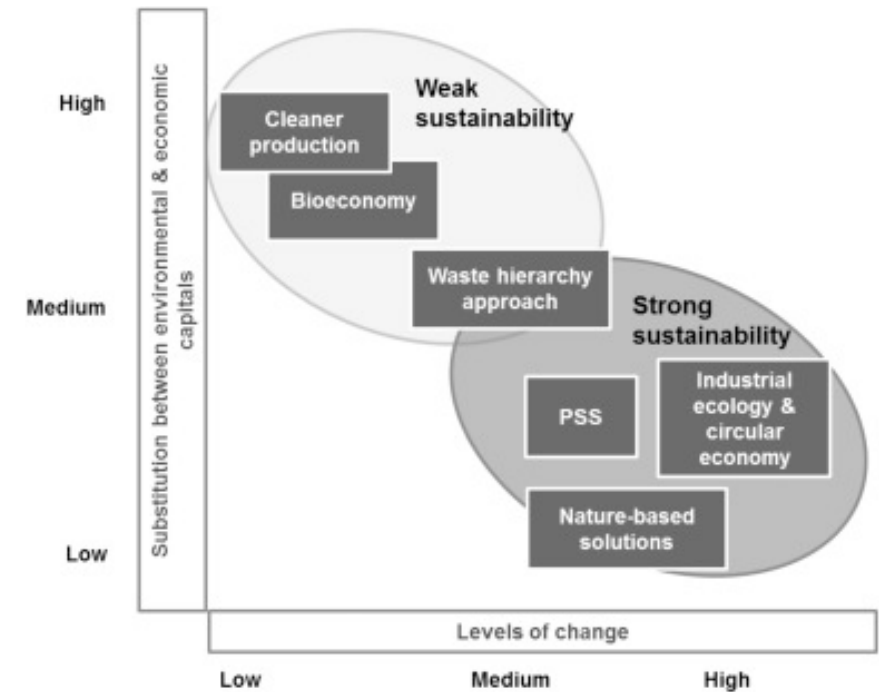 Substitution between environmental & economic
capitals
High
Medium
Low
Weak
sustainability
Cleaner
production
Bioeconomy
Waste hierarchy
approach
Strong
sustainability
PSS
Industrial
ecology &
circular
economy
Nature-based
solutions
Levels of change
Low
Medium
High